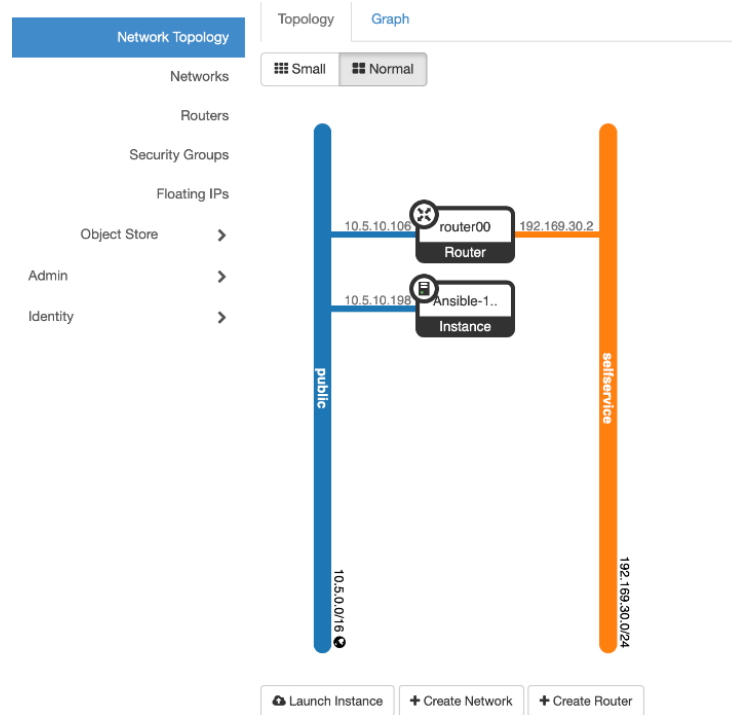 Network Topology
Networks
Routers
Security Groups
Floating IPs
Object Store
Admin
Identity
Topology
Graph
Small
Normal
10.5.10.106
router00
192.169.30.2
Router
10.5.10.198
Ansible-1..
Instance
public
selfservice
10.5.0.0/16
192.169.30.0/24
Launch Instance
+ Create Network
+ Create Router